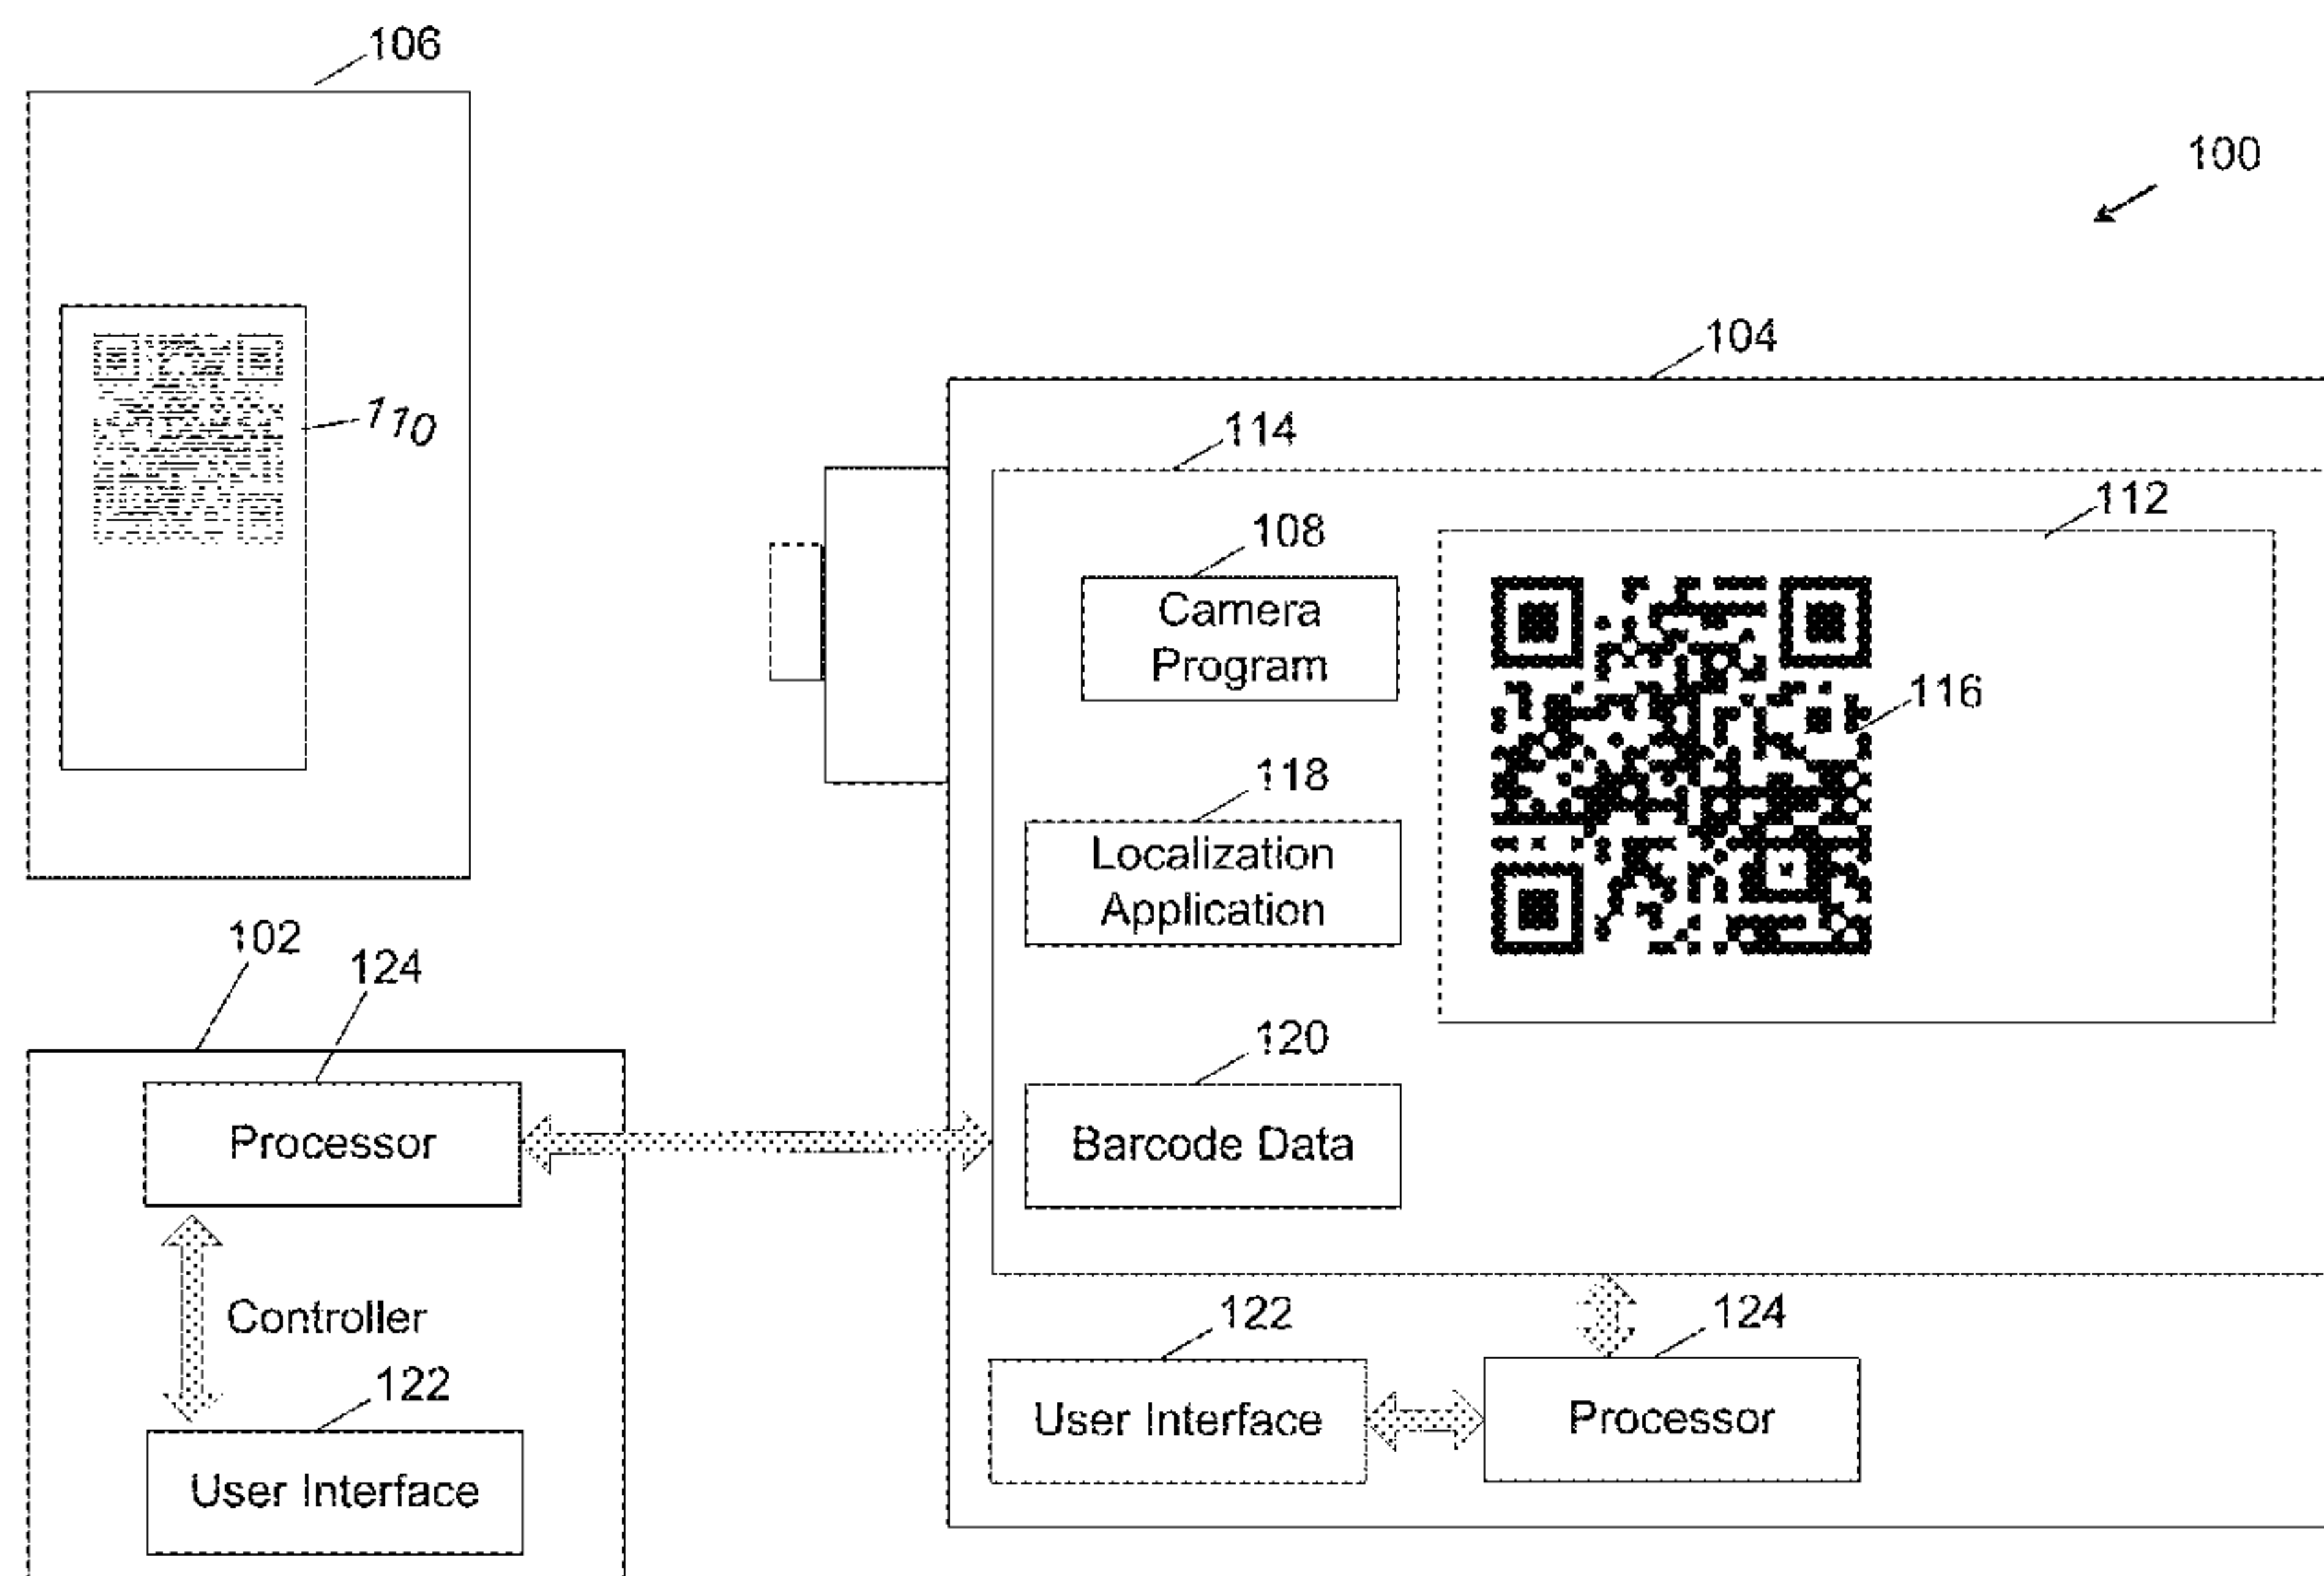 106
100
110
104
114
112
108
Camera
Program
116
118
Localization
Application
102
124
120
Processor
Barcode Data
Controller
122
User Interface
122
124
User Interface
Processor